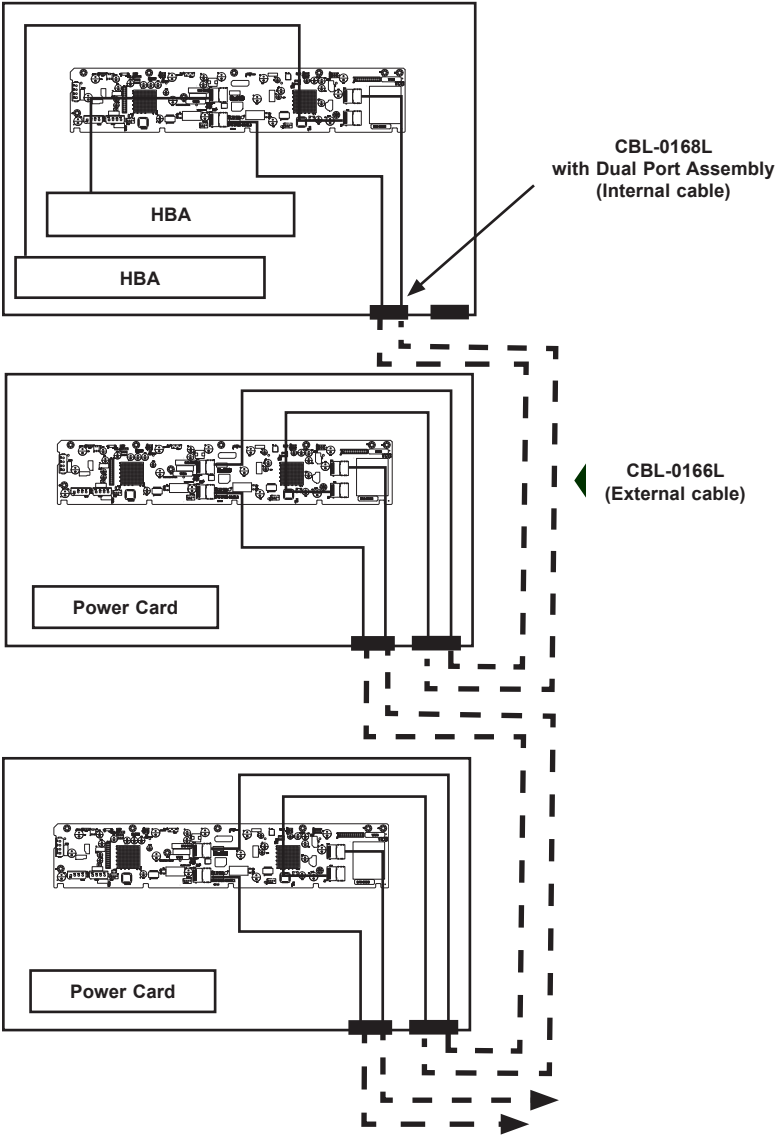 CBL-0168L
with Dual Port Assembly
(Internal cable)
HBA
HBA
CBL-0166L
(External cable)
Power Card
Power Card